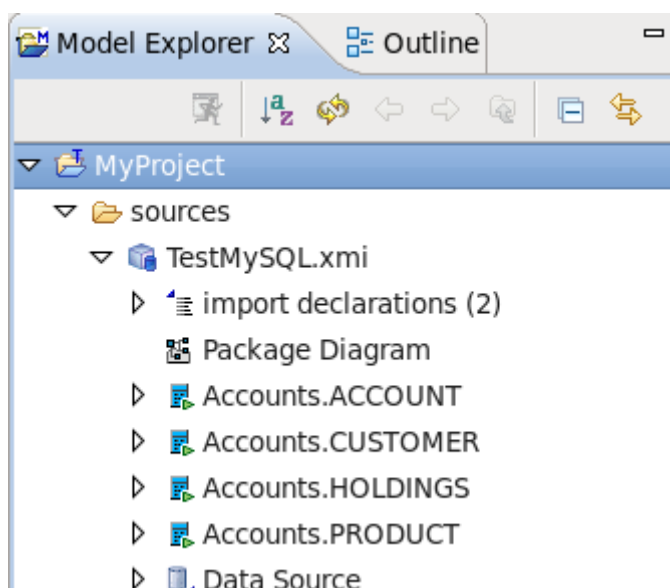 Model Explorer Outline
MyProject
sources
TestMySQL.xmi
import declarations (2)
Package Diagram
Accounts.ACCOUNT
Accounts.CUSTOMER
Accounts.HOLDINGS
Accounts.PRODUCT
Data Source